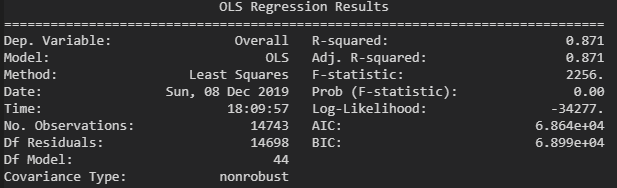 OLS Regression Results
==============================================================================
Dep. Variable: Overall R-squared: 0.871
Model: OLS Adj. R-squared: 0.871
Method: Least Squares F-statistic: 2256.
Date: Sun, 08 Dec 2019 Prob (F-statistic): 0.00
Time: 18:09:57 Log-Likelihood: -34277.
No. Observations: 14743 AIC: 6.864e+04
Df Residuals: 14698 BIC: 6.899e+04
Df Model: 44
Covariance Type: nonrobust